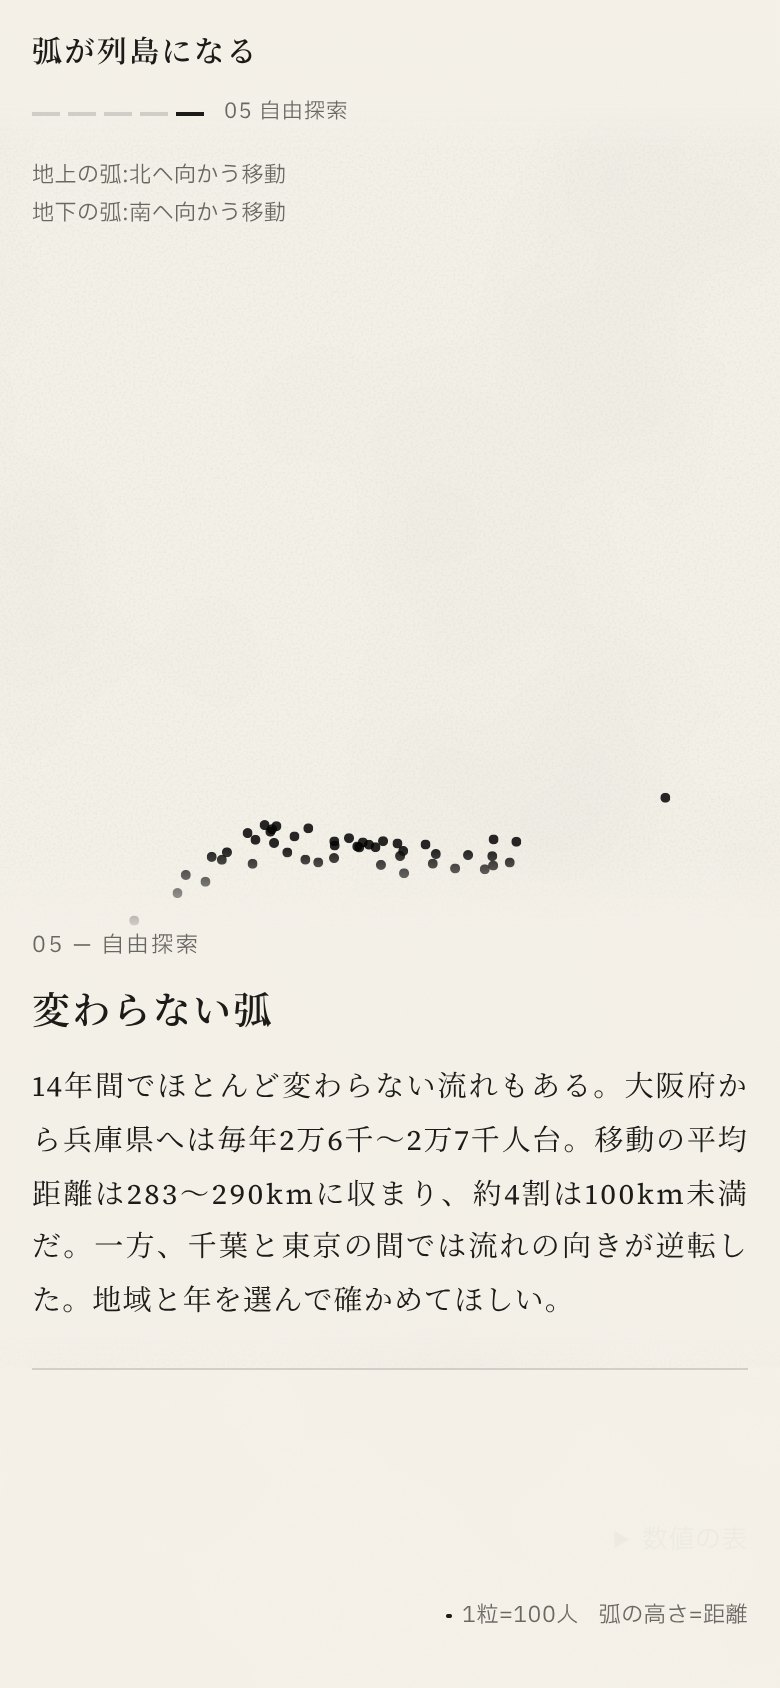 弧が列島になる
05 自由探索
地上の弧:北へ向かう移動
地下の弧:南へ向かう移動
05 — 自由探索
変わらない弧
14年間でほとんど変わらない流れもある。大阪府か
ら兵庫県へは毎年2万6千〜2万7千人台。移動の平均
距離は283〜290kmに収まり、約4割は100km未満
だ。一方、千葉と東京の間では流れの向きが逆転し
た。地域と年を選んで確かめてほしい。
▶ 数値の表
1粒=100人 弧の高さ=距離